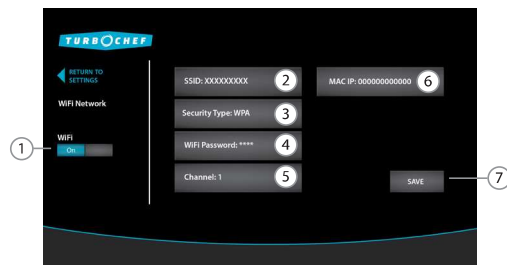 TURBOCHEF
RETURN TO
SETTINGS
WiFi Network
WiFi
On
1
SSID: XXXXXXXXX
2
Security Type: WPA
3
WiFi Password: ****
4
Channel: 1
5
MAC IP: 000000000000
6
SAVE
7